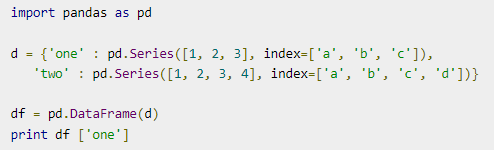 import pandas as pd
d = {'one' : pd.Series([1, 2, 3], index=['a', 'b', 'c']),
'two' : pd.Series([1, 2, 3, 4], index=['a', 'b', 'c', 'd'])}
df = pd.DataFrame(d)
print df ['one']